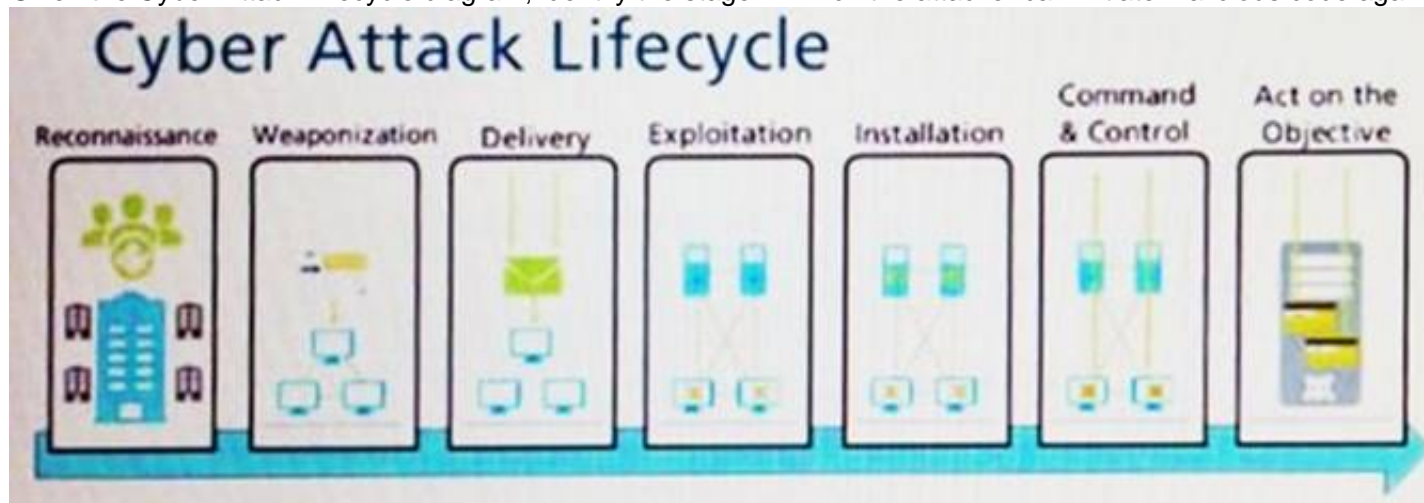 Cyber Attack Lifecycle
Reconnaissance
Weaponization
Delivery
Exploitation
Installation
Command
& Control
Act on the
Objective